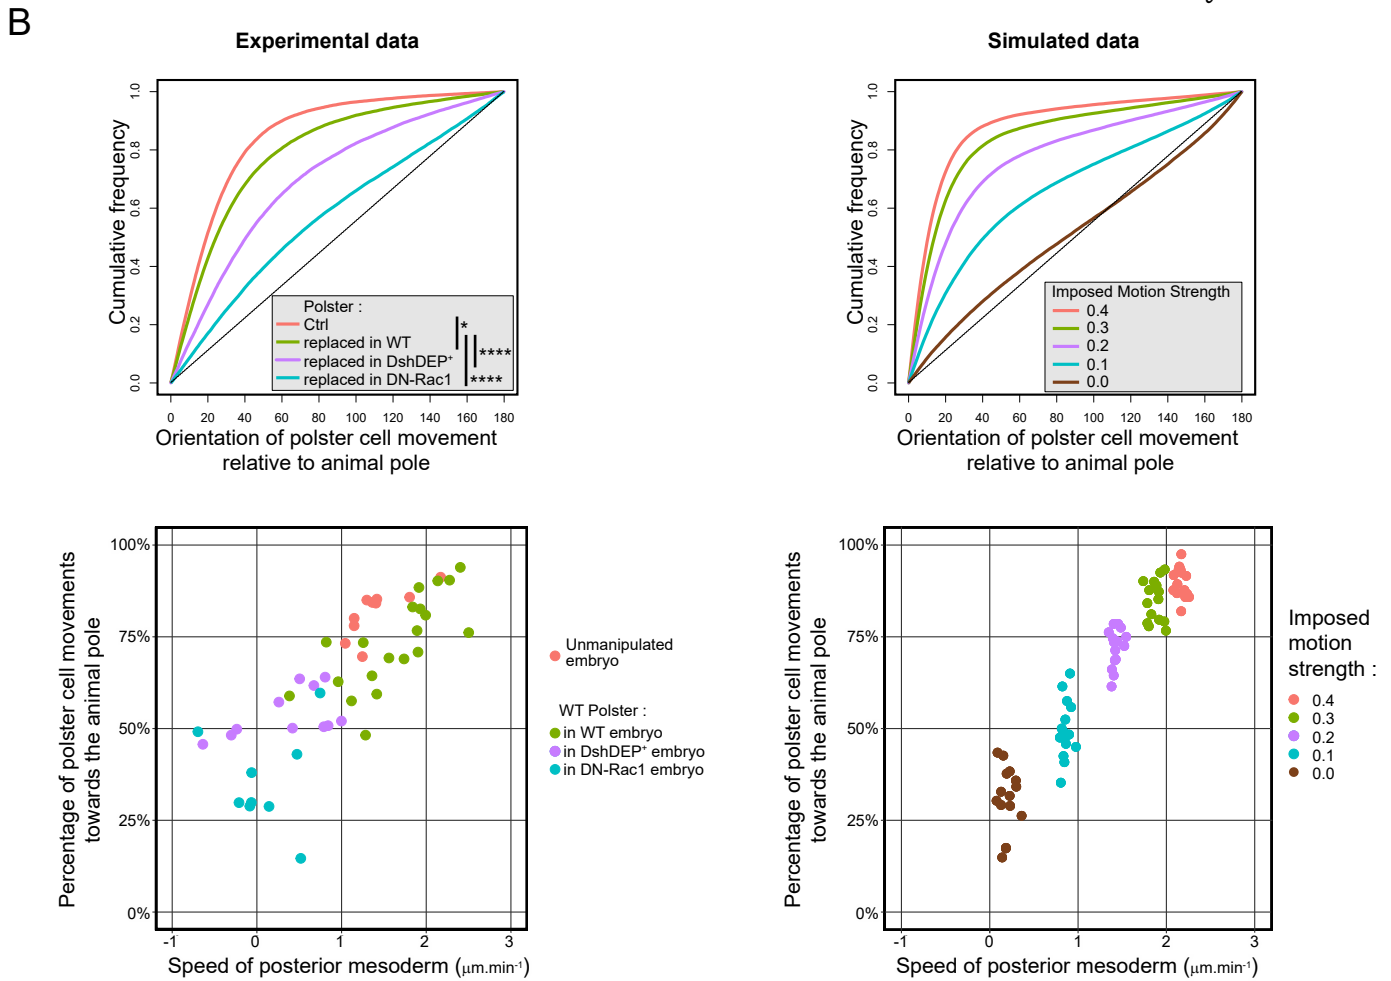 B
Experimental data
Cumulative frequency
1.0
0.8
0.6
0.4
0.2
0.0
Polster :
Ctrl
replaced in WT
replaced in DshDEP⁺
replaced in DN-Rac1
*
****
****
0 20 40 60 80 100 120 140 160 180
Orientation of polster cell movement
relative to animal pole
Simulated data
Cumulative frequency
1.0
0.8
0.6
0.4
0.2
0.0
Imposed Motion Strength
0.4
0.3
0.2
0.1
0.0
0 20 40 60 80 100 120 140 160 180
Orientation of polster cell movement
relative to animal pole
Percentage of polster cell movements
towards the animal pole
100%
75%
50%
25%
0%
-1 0 1 2 3
Speed of posterior mesoderm (μm.min⁻¹)
Unmanipulated
embryo
WT Polster :
in WT embryo
in DshDEP⁺ embryo
in DN-Rac1 embryo
Percentage of polster cell movements
towards the animal pole
100%
75%
50%
25%
0%
-1 0 1 2 3
Speed of posterior mesoderm (μm.min⁻¹)
Imposed
motion
strength :
0.4
0.3
0.2
0.1
0.0